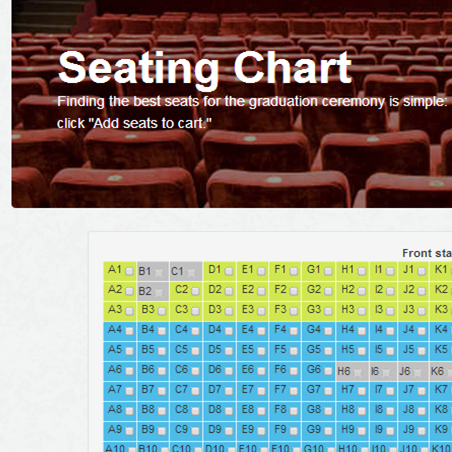 Seating Chart
Finding the best seats for the graduation ceremony is simple:
click "Add seats to cart."
Front sta
A1 B1 C1 D1 E1 F1 G1 H1 I1 J1 K1
A2 B2 C2 D2 E2 F2 G2 H2 I2 J2 K2
A3 B3 C3 D3 E3 F3 G3 H3 I3 J3 K3
A4 B4 C4 D4 E4 F4 G4 H4 I4 J4 K4
A5 B5 C5 D5 E5 F5 G5 H5 I5 J5 K5
A6 B6 C6 D6 E6 F6 G6 H6 I6 J6 K6
A7 B7 C7 D7 E7 F7 G7 H7 I7 J7 K7
A8 B8 C8 D8 E8 F8 G8 H8 I8 J8 K8
A9 B9 C9 D9 E9 F9 G9 H9 I9 J9 K9
A10 B10 C10 D10 E10 F10 G10 H10 I10 J10 K10